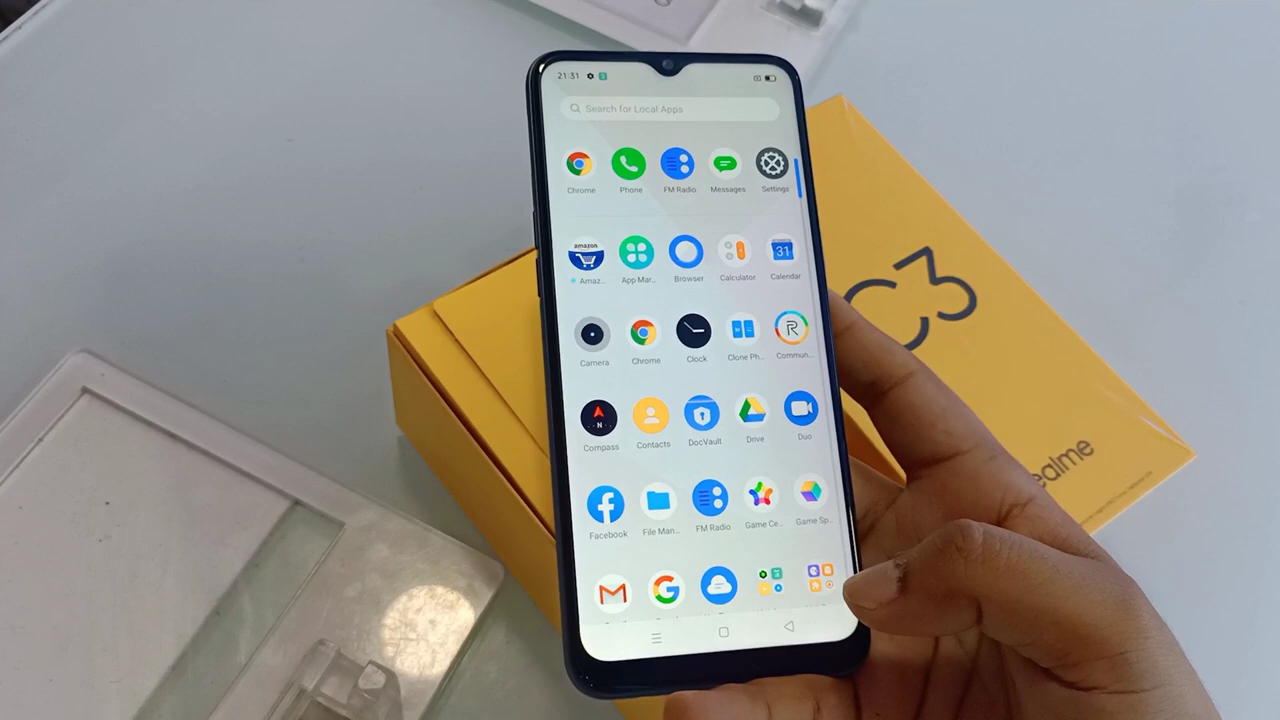 21:31
Search for Local Apps
Chrome
Phone
FM Radio
Messages
Settings
amazon
Amaz..
App Mar..
Browser
Calculator
31
Calendar
Camera
Chrome
Clock
Clone Ph..
R
Commun..
N
Compass
Contacts
DocVault
Drive
Duo
Facebook
File Man..
FM Radio
Game Ce..
Game Sp..
C3
realme